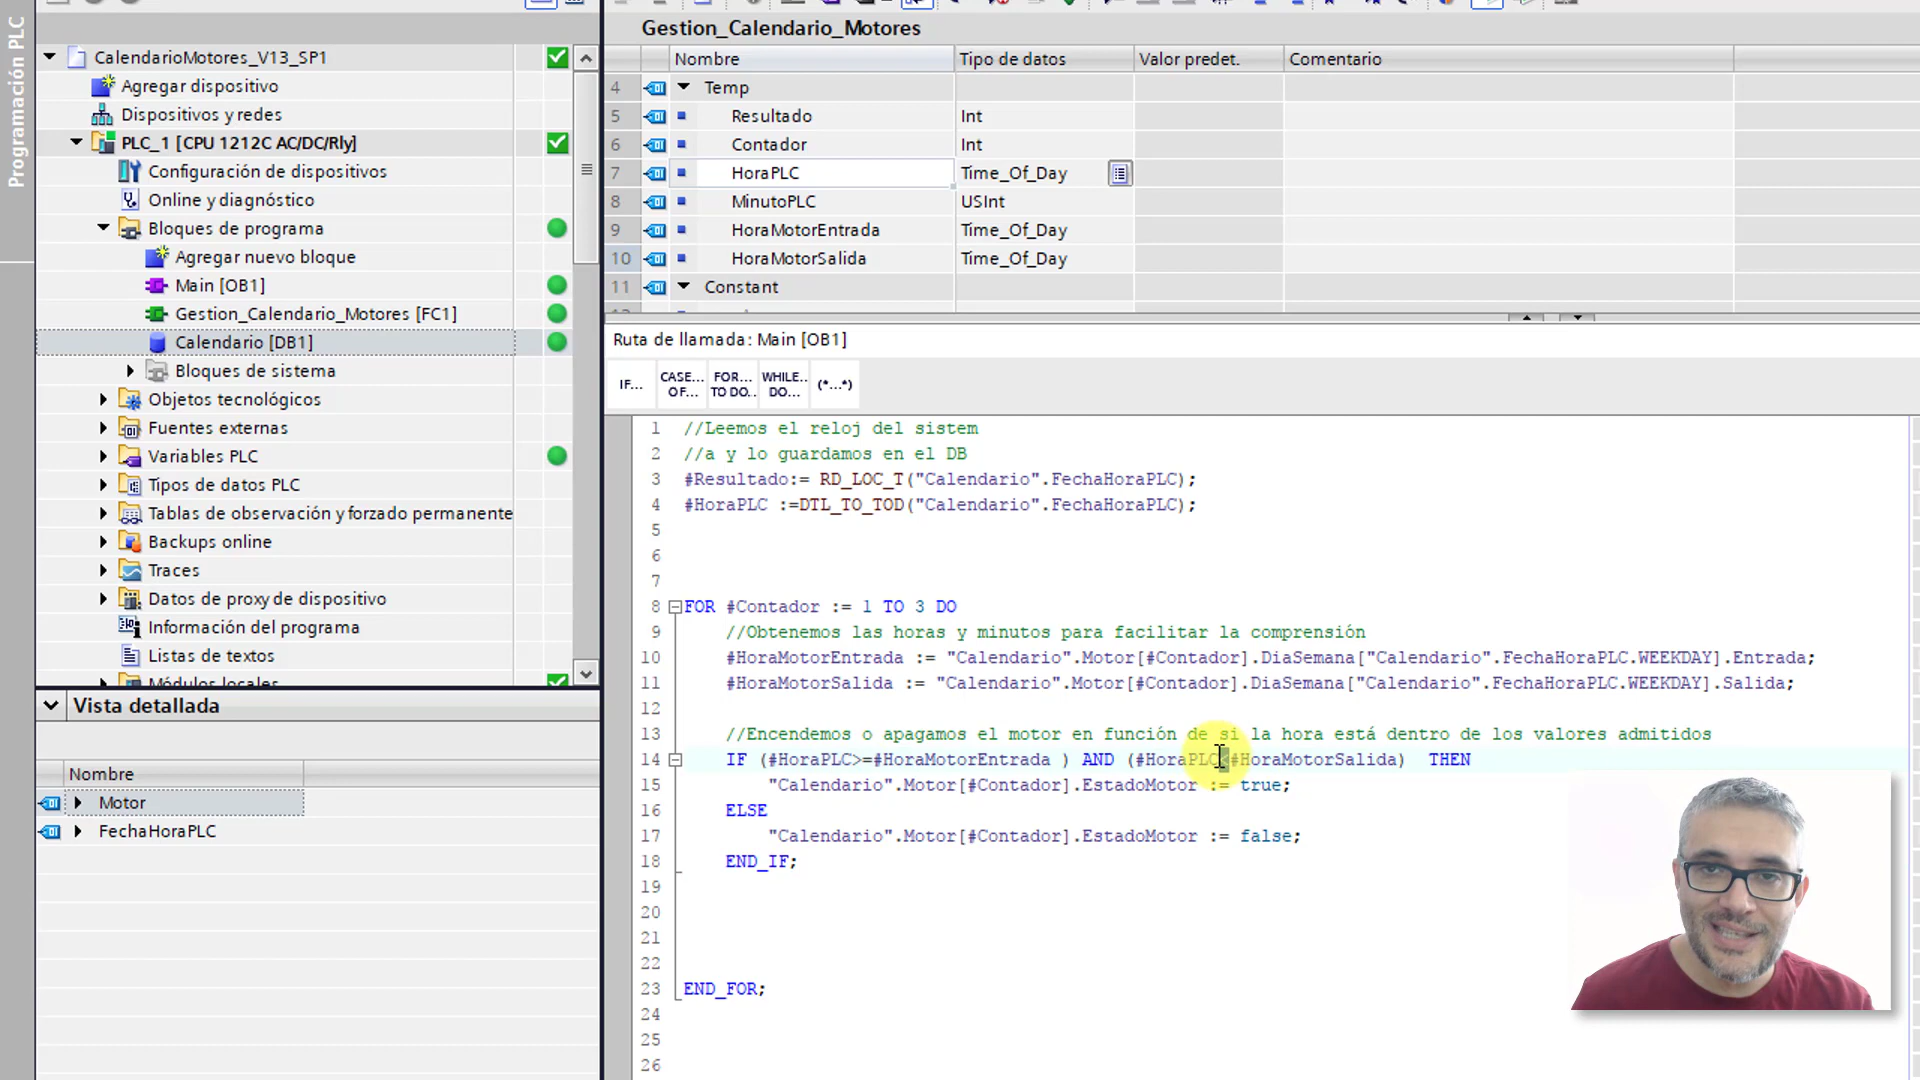 Programación PLC
CalendarioMotores_V13_SP1
Agregar dispositivo
Dispositivos y redes
PLC_1 [CPU 1212C AC/DC/Rly]
Configuración de dispositivos
Online y diagnóstico
Bloques de programa
Agregar nuevo bloque
Main [OB1]
Gestion_Calendario_Motores [FC1]
Calendario [DB1]
Bloques de sistema
Objetos tecnológicos
Fuentes externas
Variables PLC
Tipos de datos PLC
Tablas de observación y forzado permanente
Backups online
Traces
Datos de proxy de dispositivo
Información del programa
Listas de textos
Módulos locales
Vista detallada
Nombre
Motor
FechaHoraPLC
Gestion_Calendario_Motores
Nombre Tipo de datos Valor predet. Comentario
4 Temp
5 Resultado Int
6 Contador Int
7 HoraPLC Time_Of_Day
8 MinutoPLC USInt
9 HoraMotorEntrada Time_Of_Day
10 HoraMotorSalida Time_Of_Day
11 Constant
Ruta de llamada: Main [OB1]
IF... CASE... OF... FOR... TO DO.. WHILE.. DO... (*...*)
1 //Leemos el reloj del sistem
2 //a y lo guardamos en el DB
3 #Resultado:= RD_LOC_T("Calendario".FechaHoraPLC);
4 #HoraPLC :=DTL_TO_TOD("Calendario".FechaHoraPLC);
5
6
7
8 FOR #Contador := 1 TO 3 DO
9 //Obtenemos las horas y minutos para facilitar la comprensión
10 #HoraMotorEntrada := "Calendario".Motor[#Contador].DiaSemana["Calendario".FechaHoraPLC.WEEKDAY].Entrada;
11 #HoraMotorSalida := "Calendario".Motor[#Contador].DiaSemana["Calendario".FechaHoraPLC.WEEKDAY].Salida;
12
13 //Encendemos o apagamos el motor en función de si la hora está dentro de los valores admitidos
14 IF (#HoraPLC>=#HoraMotorEntrada ) AND (#HoraPLC<#HoraMotorSalida) THEN
15 "Calendario".Motor[#Contador].EstadoMotor := true;
16 ELSE
17 "Calendario".Motor[#Contador].EstadoMotor := false;
18 END_IF;
19
20
21
22
23 END_FOR;
24
25
26